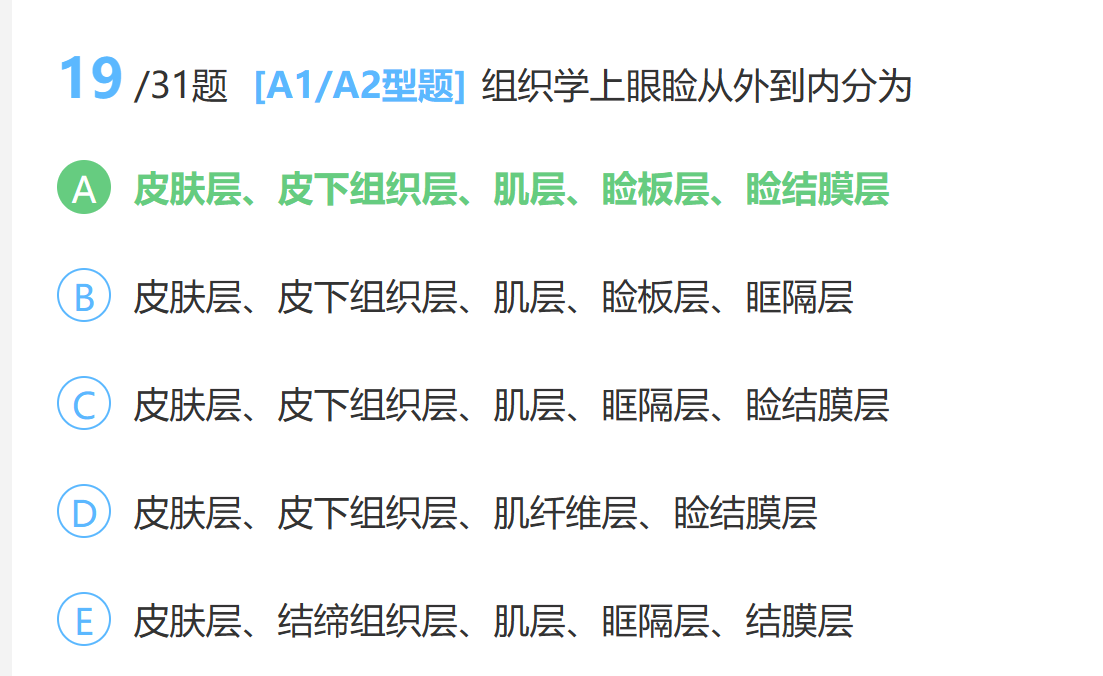 19 /31题 [A1/A2型题] 组织学上眼睑从外到内分为
A 皮肤层、皮下组织层、肌层、睑板层、睑结膜层
B 皮肤层、皮下组织层、肌层、睑板层、眶隔层
C 皮肤层、皮下组织层、肌层、眶隔层、睑结膜层
D 皮肤层、皮下组织层、肌纤维层、睑结膜层
E 皮肤层、结缔组织层、肌层、眶隔层、结膜层